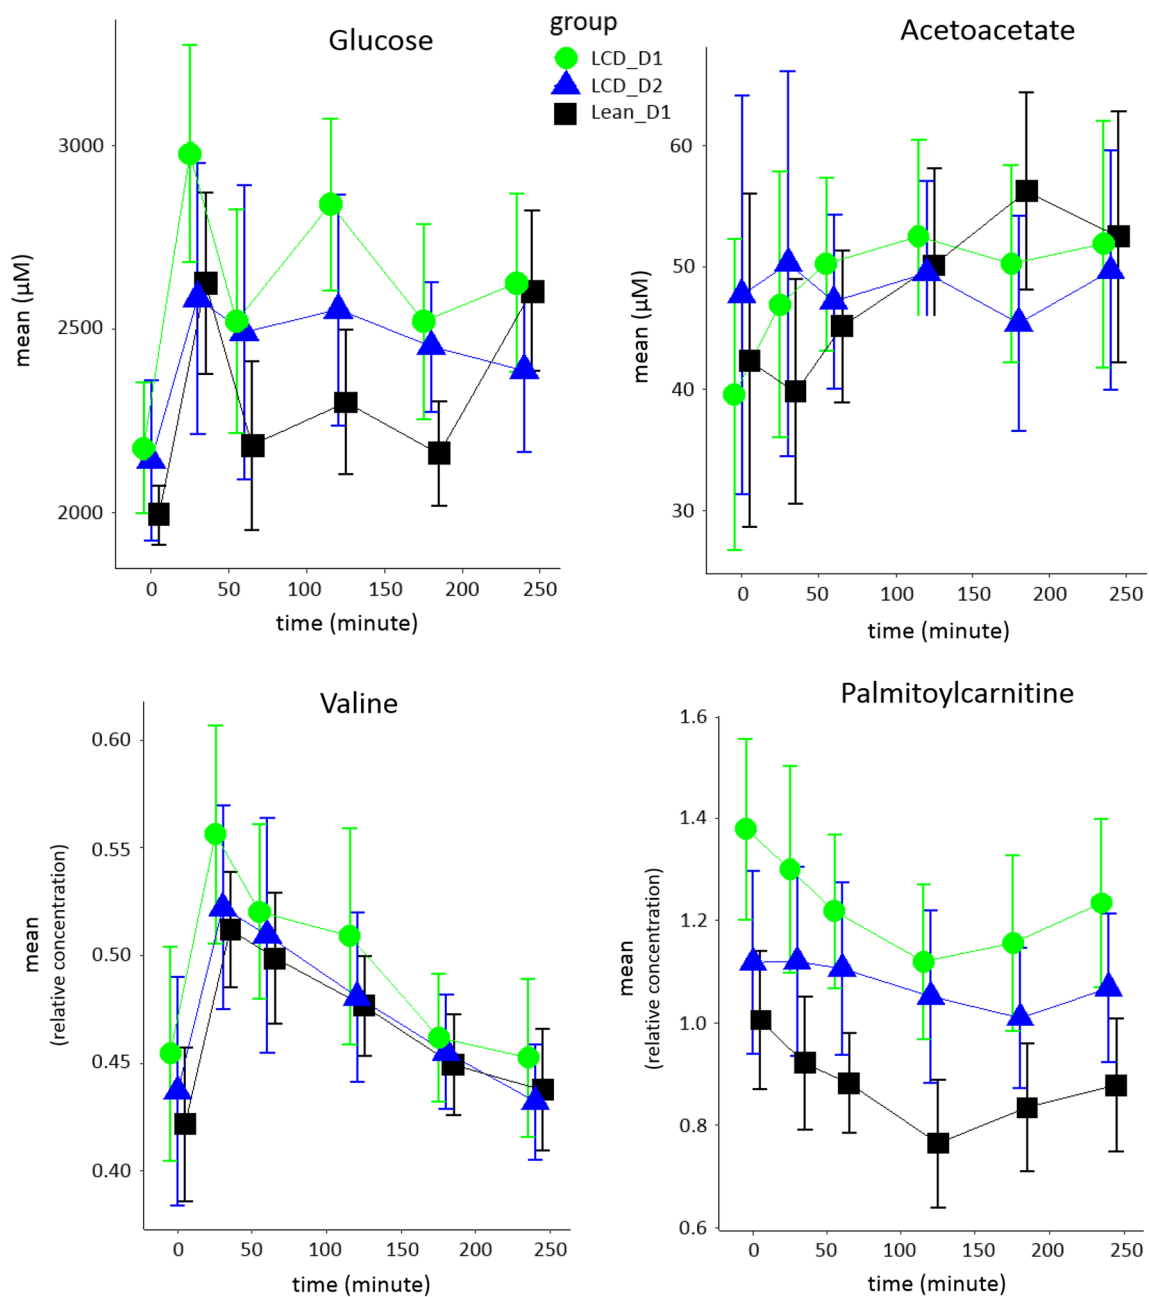 Glucose
group
LCD_D1
LCD_D2
Lean_D1
Acetoacetate
3000
2500
2000
mean (µM)
0 50 100 150 200 250
time (minute)
60
50
40
30
mean (µM)
0 50 100 150 200 250
time (minute)
Valine
0.60
0.55
0.50
0.45
0.40
mean
(relative concentration)
0 50 100 150 200 250
time (minute)
Palmitoylcarnitine
1.6
1.4
1.2
1.0
0.8
0.6
mean
(relative concentration)
0 50 100 150 200 250
time (minute)